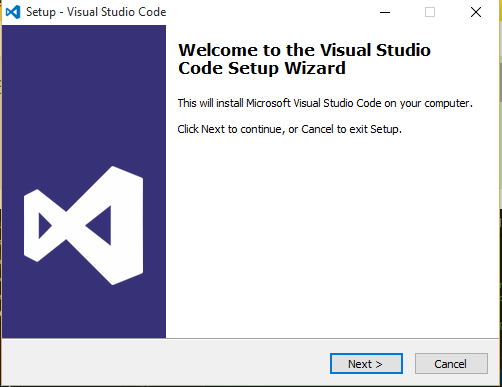 Setup - Visual Studio Code
Welcome to the Visual Studio
Code Setup Wizard
This will install Microsoft Visual Studio Code on your computer.
Click Next to continue, or Cancel to exit Setup.
Next >
Cancel